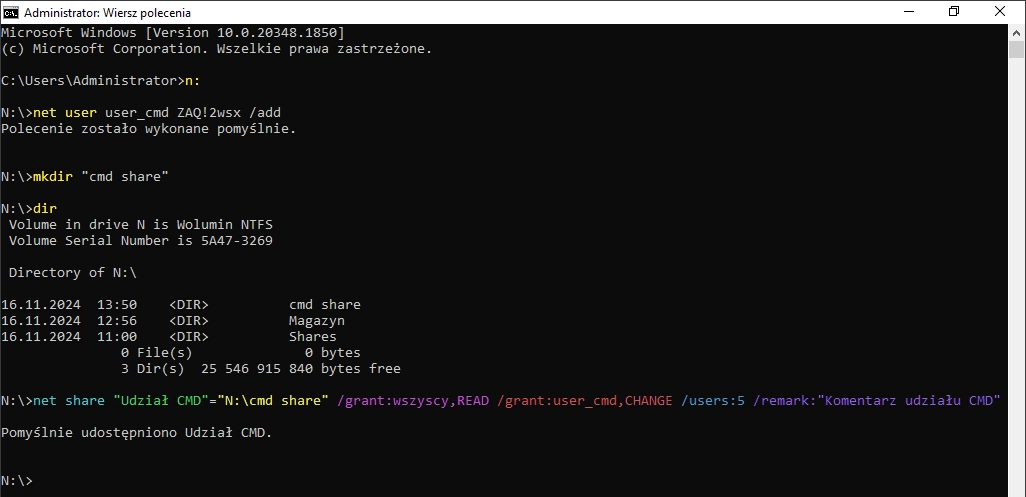 Administrator: Wiersz polecenia
Microsoft Windows [Version 10.0.20348.1850]
(c) Microsoft Corporation. Wszelkie prawa zastrzeżone.
C:\Users\Administrator>n:
N:\>net user user_cmd ZAQ!2wsx /add
Polecenie zostało wykonane pomyślnie.
N:\>mkdir "cmd share"
N:\>dir
Volume in drive N is Wolumin NTFS
Volume Serial Number is 5A47-3269
Directory of N:\
16.11.2024  13:50    <DIR>          cmd share
16.11.2024  12:56    <DIR>          Magazyn
16.11.2024  11:00    <DIR>          Shares
0 File(s)              0 bytes
3 Dir(s)  25 546 915 840 bytes free
N:\>net share "Udział CMD"="N:\cmd share" /grant:wszyscy,READ /grant:user_cmd,CHANGE /users:5 /remark:"Komentarz udziału CMD"
Pomyślnie udostępniono Udział CMD.
N:\>